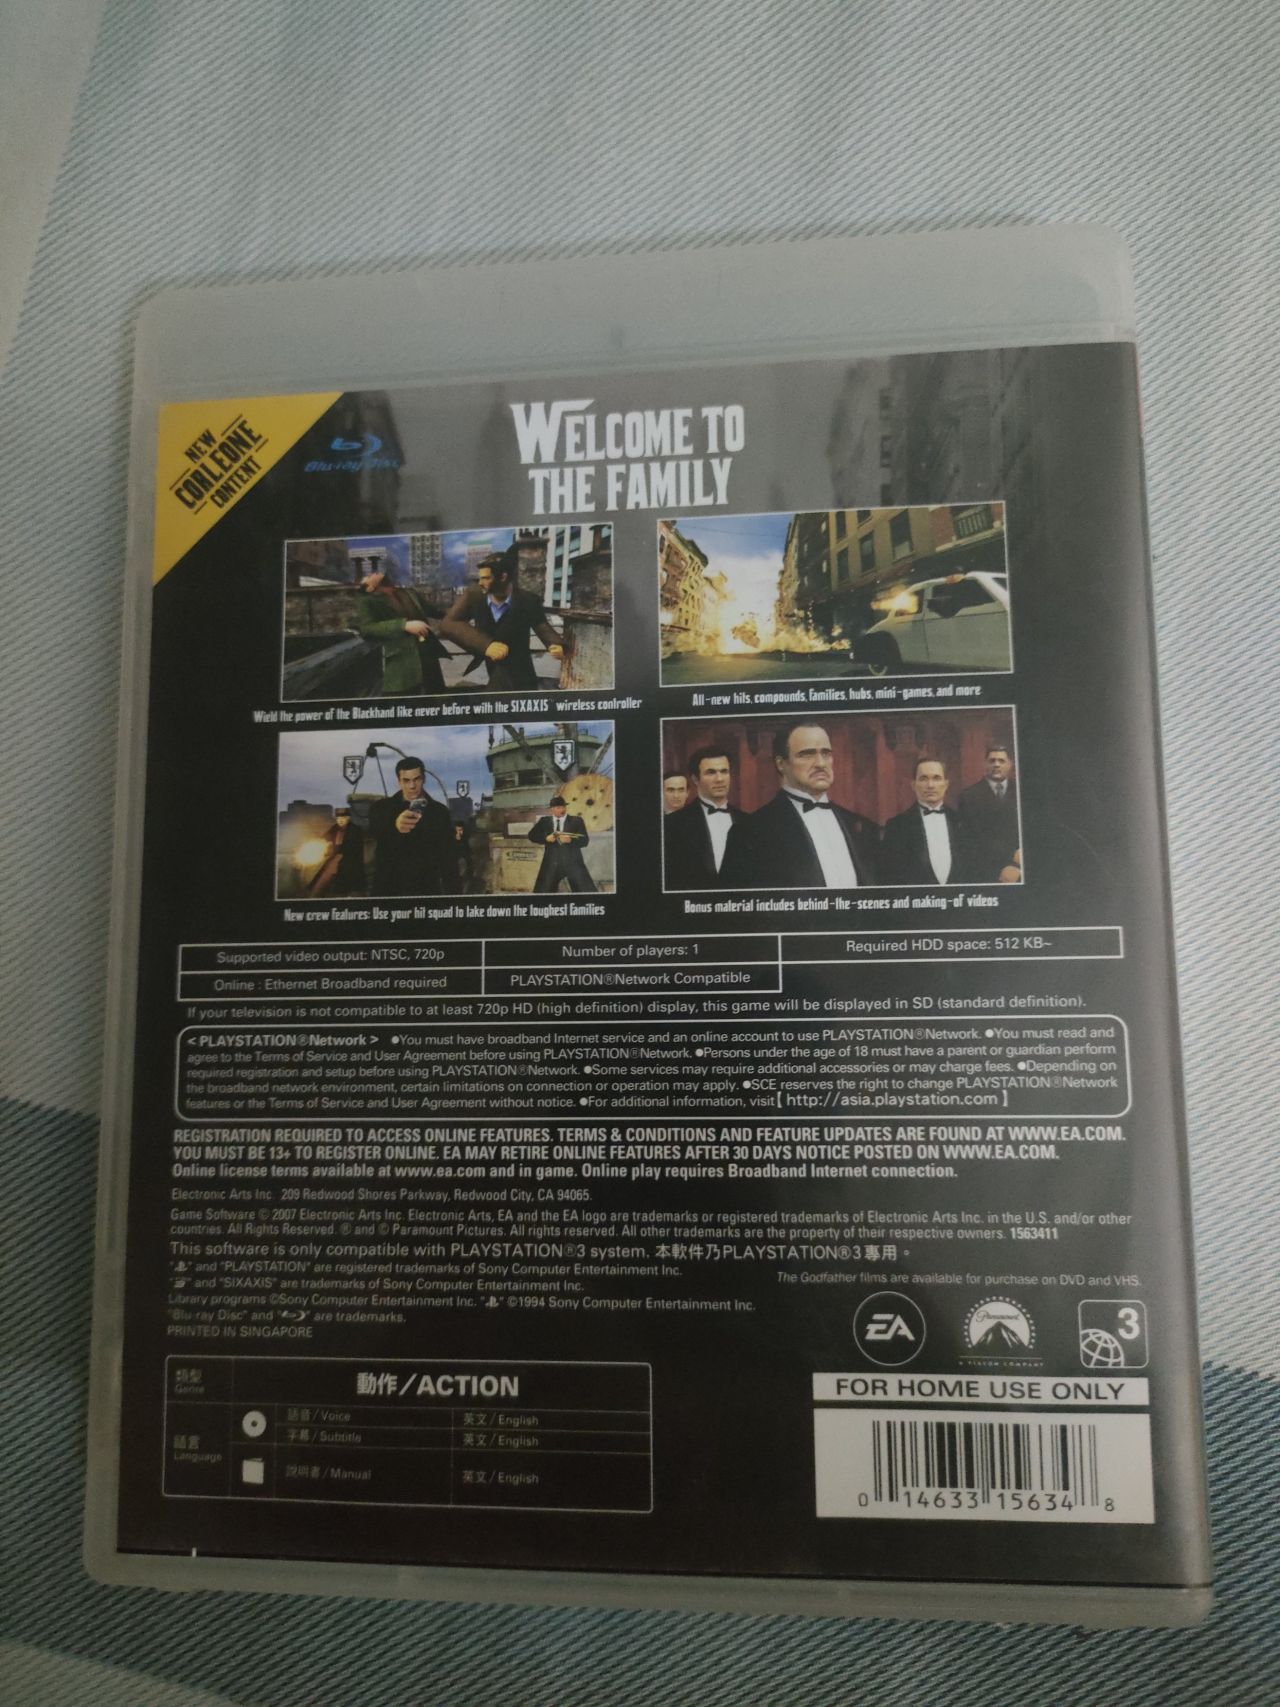 NEW
CORLEONE
CONTENT
Blu-ray Disc
WELCOME TO
THE FAMILY
Wield the power of the Blackhand like never before with the SIXAXIS™ wireless controller
All-new hits, compounds, families, hubs, mini-games, and more
New crew features: Use your hit squad to take down the toughest families
Bonus material includes behind-the-scenes and making-of videos
Supported video output: NTSC, 720p
Number of players: 1
Required HDD space: 512 KB~
Online : Ethernet Broadband required
PLAYSTATION®Network Compatible
If your television is not compatible to at least 720p HD (high definition) display, this game will be displayed in SD (standard definition).
< PLAYSTATION®Network > ●You must have broadband Internet service and an online account to use PLAYSTATION®Network. ●You must read and
agree to the Terms of Service and User Agreement before using PLAYSTATION®Network. ●Persons under the age of 18 must have a parent or guardian perform
required registration and setup before using PLAYSTATION®Network. ●Some services may require additional accessories or may charge fees. ●Depending on
the broadband network environment, certain limitations on connection or operation may apply. ●SCE reserves the right to change PLAYSTATION®Network
features or the Terms of Service and User Agreement without notice. ●For additional information, visit【 http://asia.playstation.com 】
REGISTRATION REQUIRED TO ACCESS ONLINE FEATURES. TERMS & CONDITIONS AND FEATURE UPDATES ARE FOUND AT WWW.EA.COM.
YOU MUST BE 13+ TO REGISTER ONLINE. EA MAY RETIRE ONLINE FEATURES AFTER 30 DAYS NOTICE POSTED ON WWW.EA.COM.
Online license terms available at www.ea.com and in game. Online play requires Broadband Internet connection.
Electronic Arts Inc. 209 Redwood Shores Parkway, Redwood City, CA 94065.
Game Software © 2007 Electronic Arts Inc. Electronic Arts, EA and the EA logo are trademarks or registered trademarks of Electronic Arts Inc. in the U.S. and/or other
countries. All Rights Reserved. ® and © Paramount Pictures. All rights reserved. All other trademarks are the property of their respective owners. 1563411
This software is only compatible with PLAYSTATION®3 system. 本軟件乃PLAYSTATION®3專用。
" " and "PLAYSTATION" are registered trademarks of Sony Computer Entertainment Inc.
" " and "SIXAXIS" are trademarks of Sony Computer Entertainment Inc.
Library programs ©Sony Computer Entertainment Inc. " " ©1994 Sony Computer Entertainment Inc.
"Blu-ray Disc" and " " are trademarks.
PRINTED IN SINGAPORE
The Godfather films are available for purchase on DVD and VHS.
EA
Paramount
A VIACOM COMPANY
3
FOR HOME USE ONLY
0 14633 15634 8
類型
Genre
動作/ACTION
語言
Language
語音/Voice
英文/English
字幕/Subtitle
英文/English
說明書/Manual
英文/English